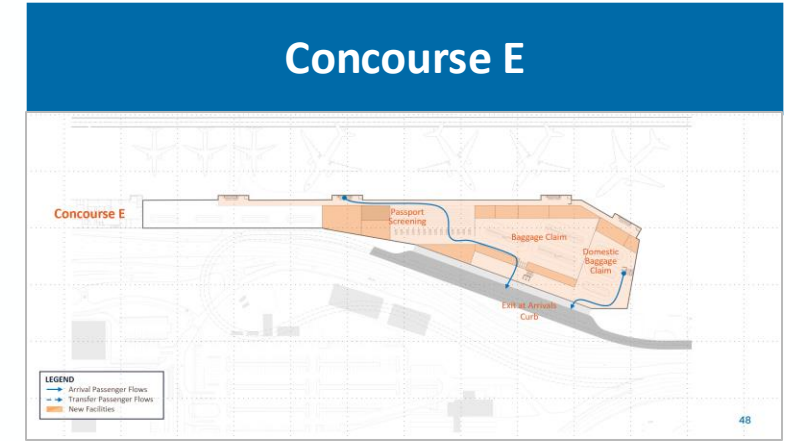 Concourse E
Concourse E
Passport
Screening
Baggage Claim
Domestic
Baggage
Claim
Exit at Arrivals
Curb
LEGEND
Arrival Passenger Flows
Transfer Passenger Flows
New Facilities
48